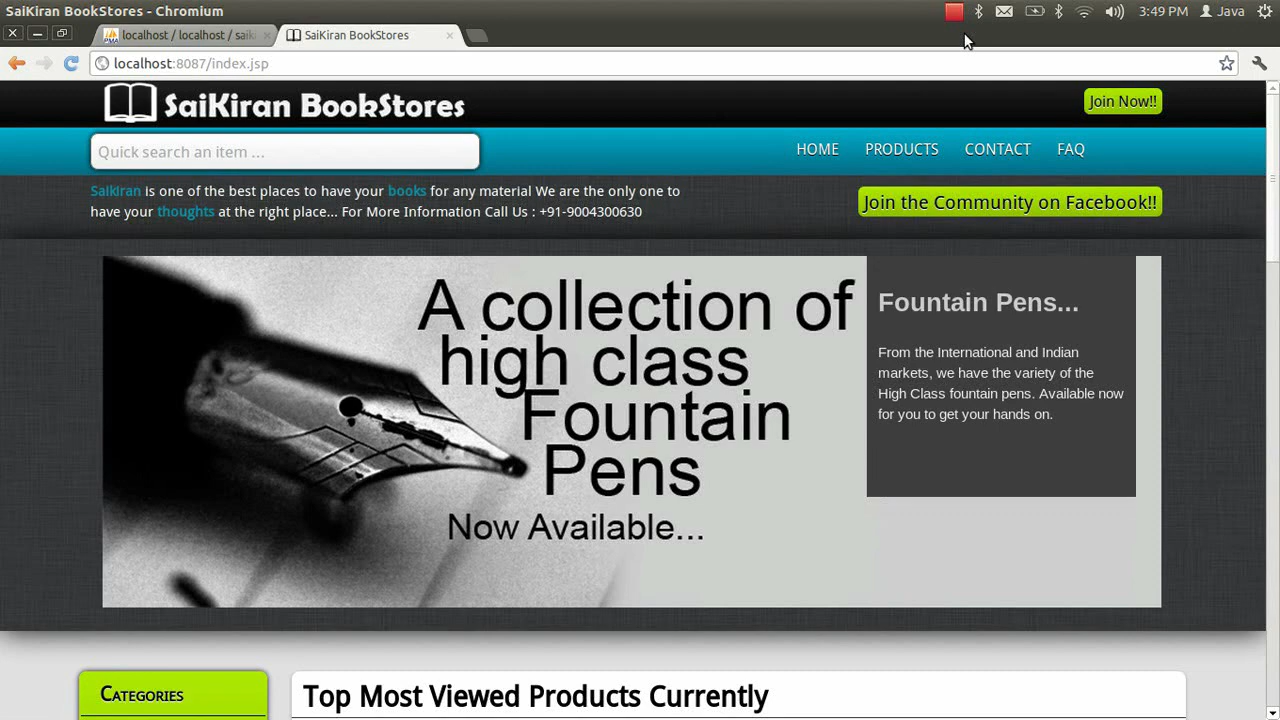 SaiKiran BookStores - Chromium
3:49 PM Java
localhost / localhost / saiki
SaiKiran BookStores
localhost:8087/index.jsp
SaiKiran BookStores
Join Now!!
Quick search an item ...
HOME PRODUCTS CONTACT FAQ
SaiKiran is one of the best places to have your books for any material We are the only one to
have your thoughts at the right place... For More Information Call Us : +91-9004300630
Join the Community on Facebook!!
A collection of
high class
Fountain
Pens
Now Available...
Fountain Pens...
From the International and Indian
markets, we have the variety of the
High Class fountain pens. Available now
for you to get your hands on.
Categories
Top Most Viewed Products Currently